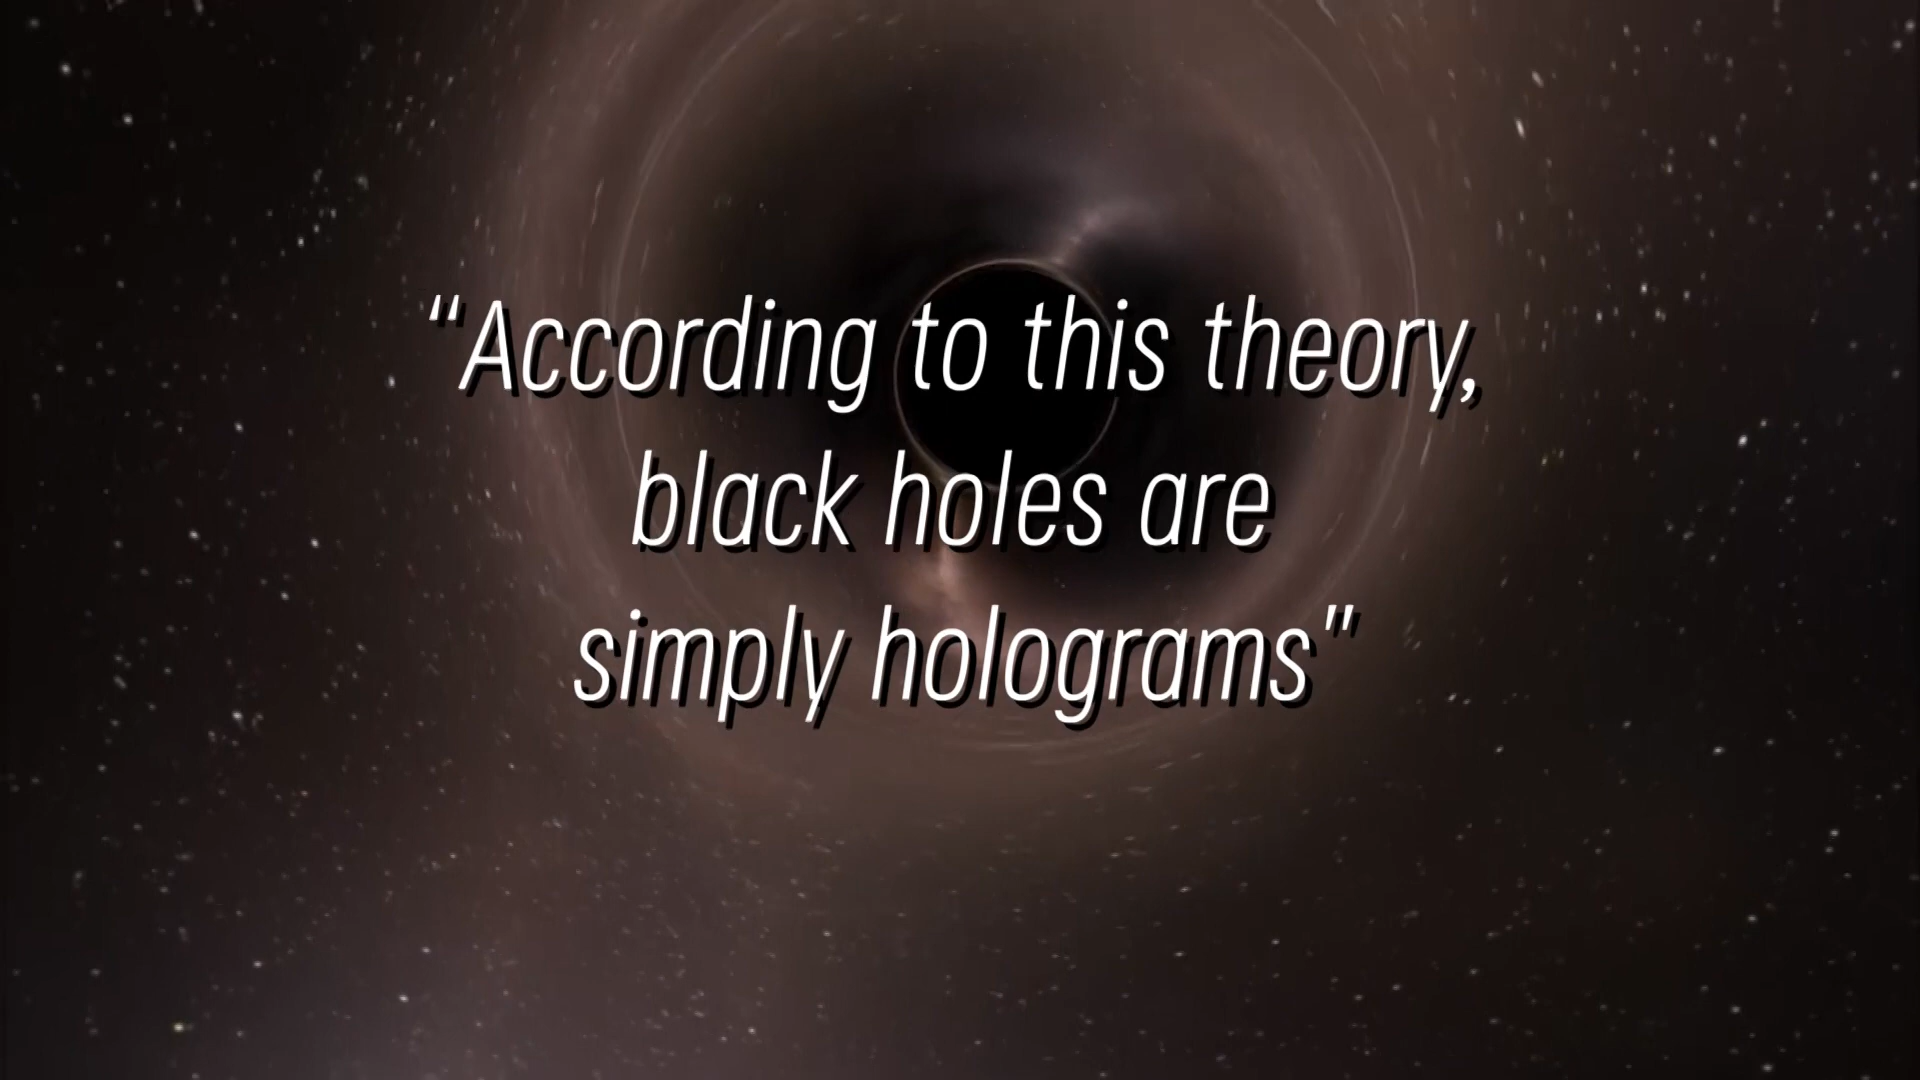 “According to this theory,
black holes are
simply holograms”